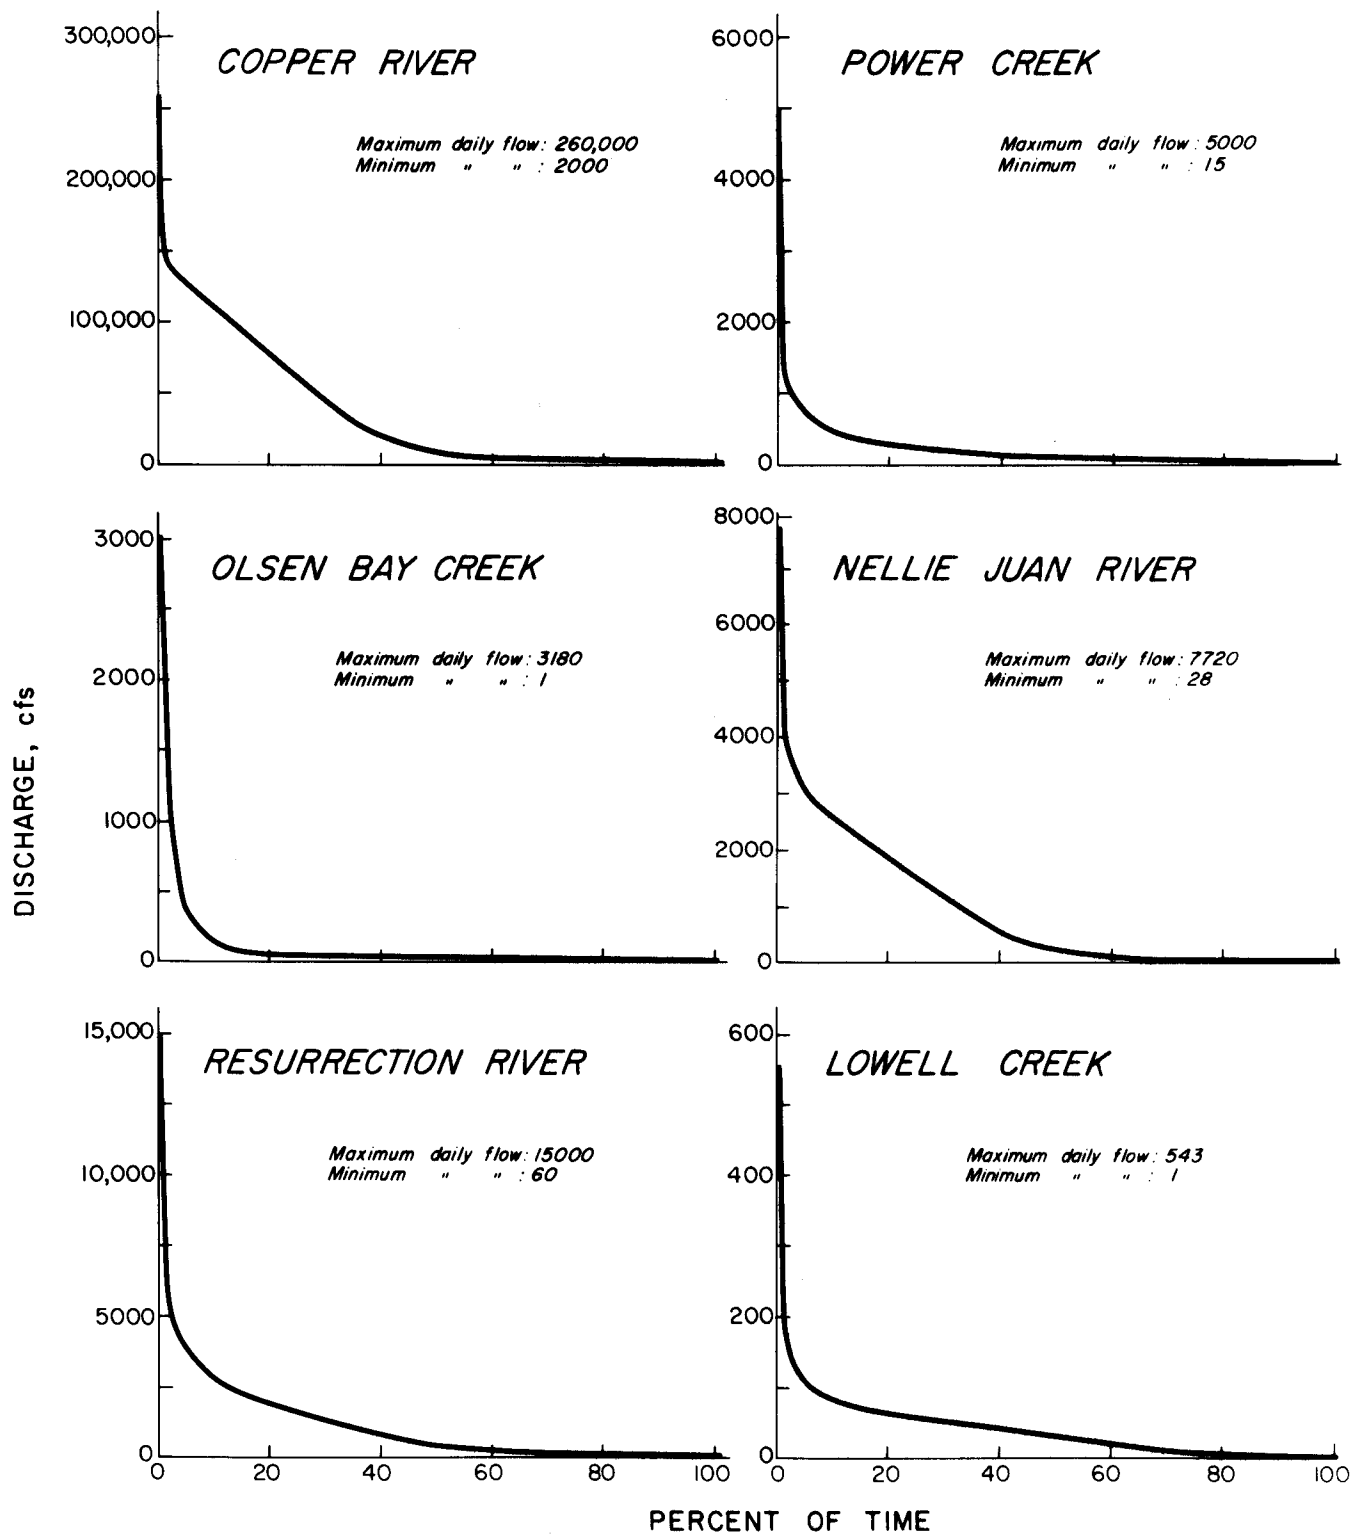 COPPER RIVER
Maximum daily flow: 260,000
Minimum " " : 2000
300,000
200,000
100,000
0
POWER CREEK
Maximum daily flow: 5000
Minimum " " : 15
6000
4000
2000
0
OLSEN BAY CREEK
Maximum daily flow: 3180
Minimum " " : 1
3000
2000
1000
0
NELLIE JUAN RIVER
Maximum daily flow: 7720
Minimum " " : 28
8000
6000
4000
2000
0
RESURRECTION RIVER
Maximum daily flow: 15000
Minimum " " : 60
15,000
10,000
5000
0
0 20 40 60 80 100
LOWELL CREEK
Maximum daily flow: 543
Minimum " " : 1
600
400
200
0
0 20 40 60 80 100
DISCHARGE, cfs
PERCENT OF TIME